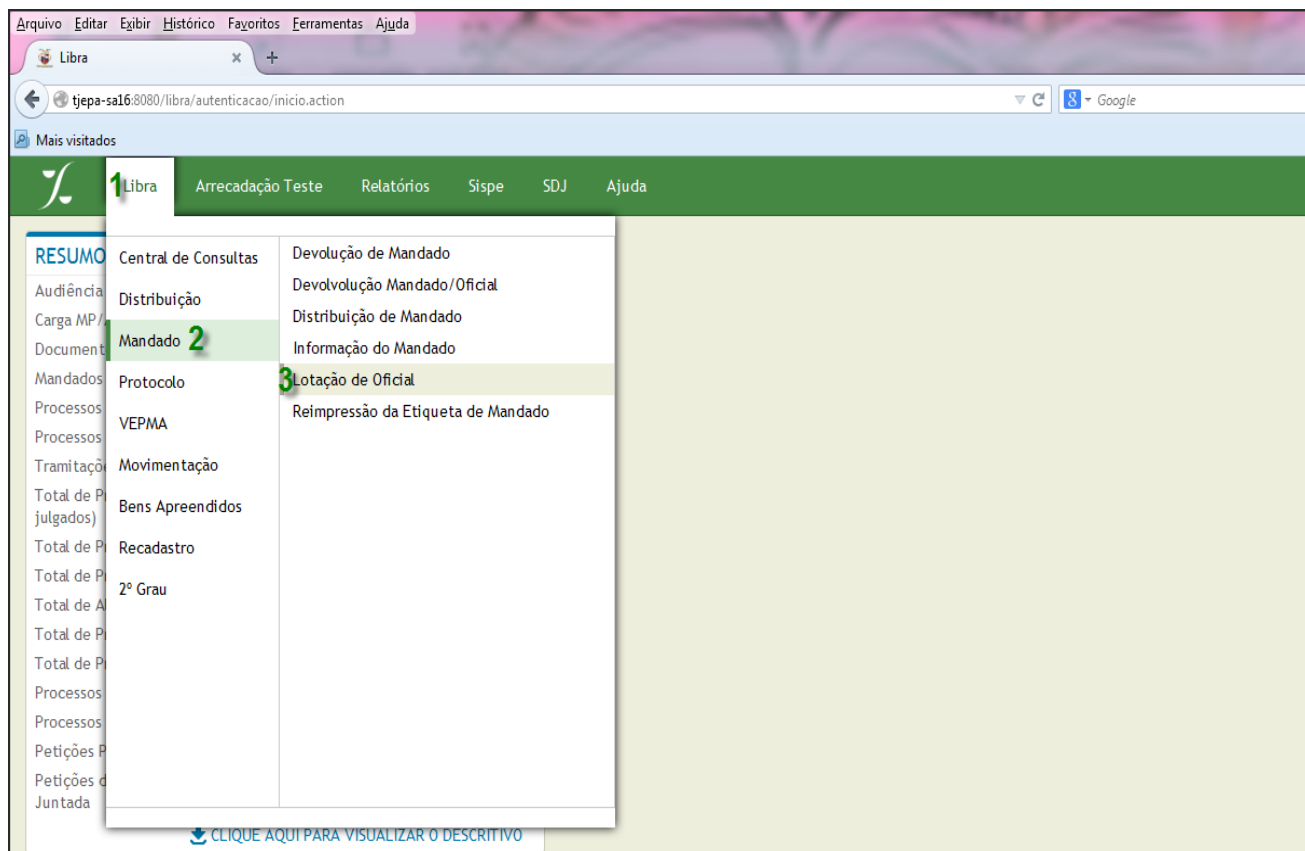 Arquivo Editar Exibir Histórico Favoritos Ferramentas Ajuda
Libra
tjepa-sa16:8080/libra/autenticacao/inicio.action
Google
Mais visitados
1 Libra Arrecadação Teste Relatórios Sispe SDJ Ajuda
RESUMO
Audiência
Carga MP/
Document
Mandados
Processos
Processos
Tramitaçõ
Total de P
julgados)
Total de P
Total de P
Total de A
Total de P
Total de P
Processos
Processos
Petições P
Petições d
Juntada
Central de Consultas
Distribuição
Mandado 2
Protocolo
VEPMA
Movimentação
Bens Apreendidos
Recadastro
2º Grau
Devolução de Mandado
Devolvolução Mandado/Oficial
Distribuição de Mandado
Informação do Mandado
3 Lotação de Oficial
Reimpressão da Etiqueta de Mandado
CLIQUE AQUI PARA VISUALIZAR O DESCRITIVO